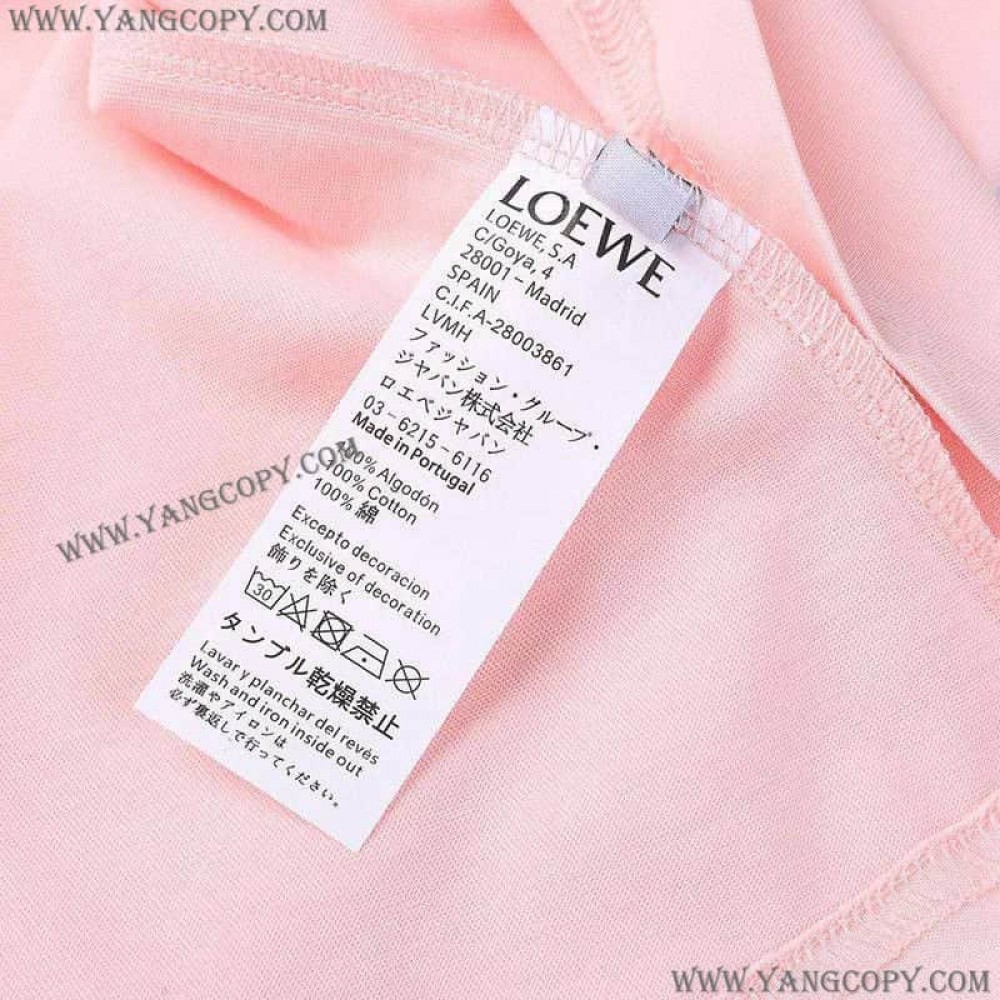 WWW.YANGCOPY.COM
WWW.YANGCOPY.COM
LOEWE
LOEWE, S.A
C/Goya, 4
28001-Madrid
SPAIN
C.I.F.A-28003861
LVMH
ファッション・グループ・
ジャパン株式会社
ロエベジャパン
03-6215-6116
Made in Portugal
100% Algodón
100% Cotton
100% 綿
WWW.YANGCOPY.COM
Excepto decoracion
Exclusive of decoration
飾りを除く
30
タンブル乾燥禁止
Lavar y planchar del revés
Wash and iron inside out
洗濯やアイロンは
必ず裏返しで行ってください。
WWW.YANGCOPY.COM